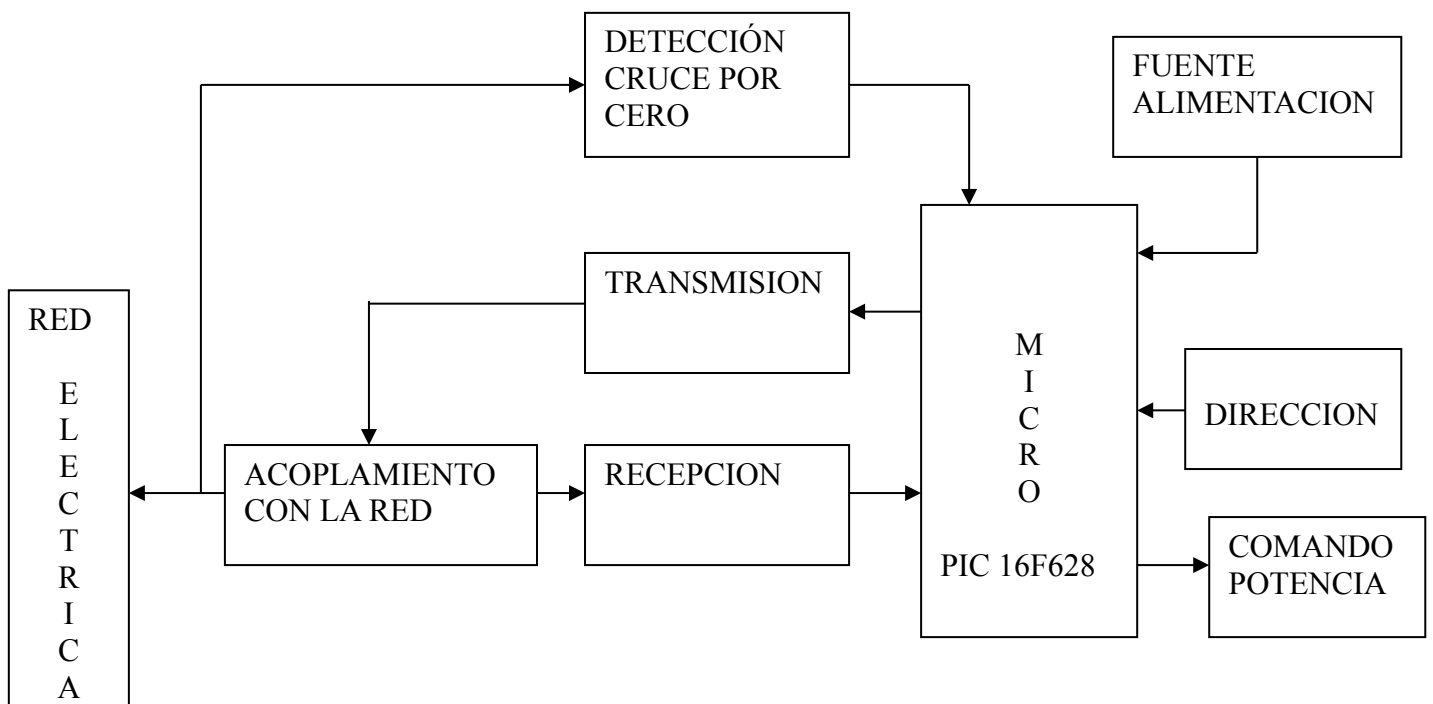 DETECCIÓN
CRUCE POR
CERO
FUENTE
ALIMENTACION
TRANSMISION
RED
E
L
E
C
T
R
I
C
A
ACOPLAMIENTO
CON LA RED
RECEPCION
M
I
C
R
O
PIC 16F628
DIRECCION
COMANDO
POTENCIA